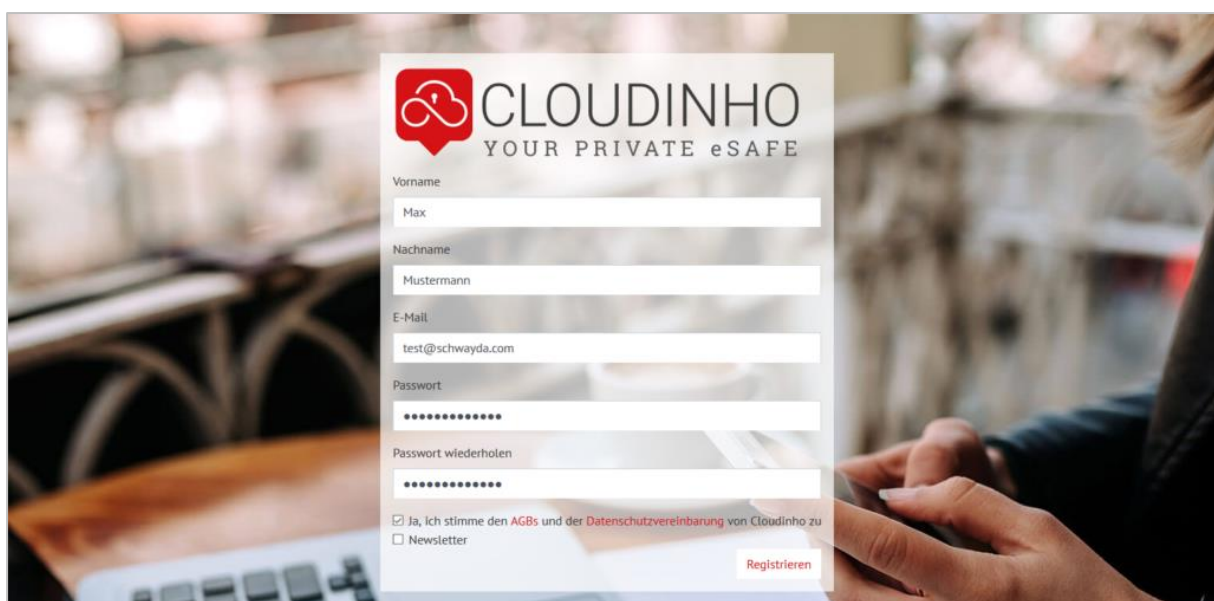 CLOUDINHO
YOUR PRIVATE eSAFE
Vorname
Max
Nachname
Mustermann
E-Mail
test@schwayda.com
Passwort
•••••••••••••
Passwort wiederholen
•••••••••••••
Ja, ich stimme den AGBs und der Datenschutzvereinbarung von Cloudinho zu
Newsletter
Registrieren